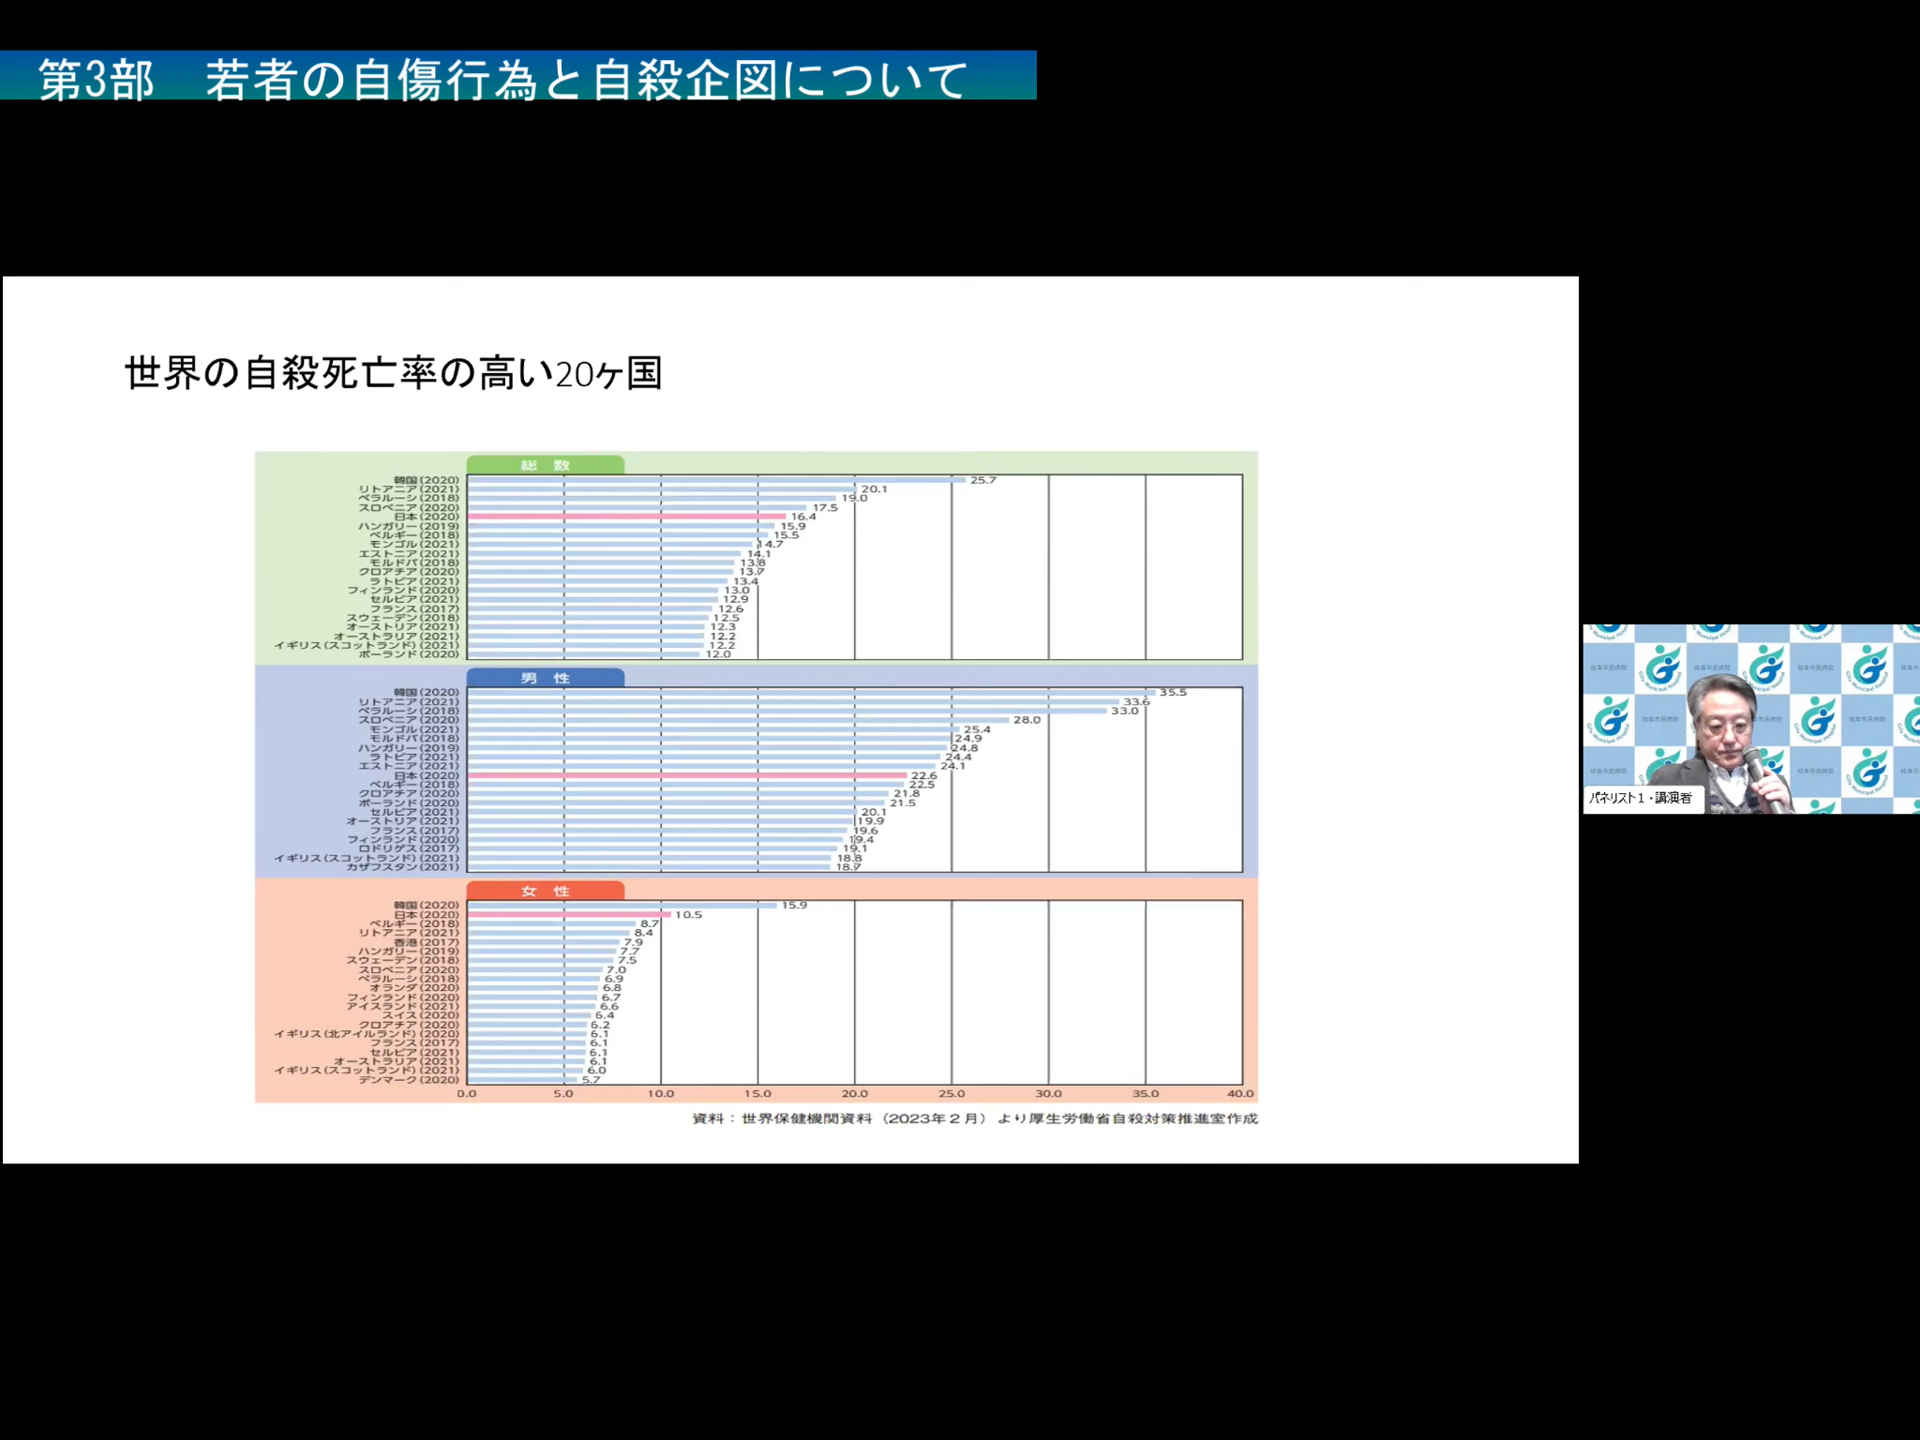 第3部 若者の自傷行為と自殺企図について
世界の自殺死亡率の高い20ヶ国
総 数
韓国(2020) 25.7
リトアニア(2021) 20.1
ベラルーシ(2018) 19.0
スロベニア(2020) 17.5
日本(2020) 16.4
ハンガリー(2019) 15.9
ベルギー(2018) 15.5
モンゴル(2021) 14.7
エストニア(2021) 14.1
モルドバ(2018) 13.8
クロアチア(2020) 13.7
ラトビア(2021) 13.4
フィンランド(2020) 13.0
セルビア(2021) 12.9
フランス(2017) 12.6
スウェーデン(2018) 12.5
オーストリア(2021) 12.3
オーストラリア(2021) 12.2
イギリス(スコットランド)(2021) 12.2
ポーランド(2020) 12.0
男 性
韓国(2020) 35.5
リトアニア(2021) 33.6
ベラルーシ(2018) 33.0
スロベニア(2020) 28.0
モンゴル(2021) 25.4
モルドバ(2018) 24.9
ハンガリー(2019) 24.8
ラトビア(2021) 24.4
エストニア(2021) 24.1
日本(2020) 22.6
ベルギー(2018) 22.5
クロアチア(2020) 21.8
ポーランド(2020) 21.5
セルビア(2021) 20.1
オーストリア(2021) 19.9
フランス(2017) 19.6
フィンランド(2020) 19.4
ロドリゲス(2017) 19.1
イギリス(スコットランド)(2021) 18.8
カザフスタン(2021) 18.7
女 性
韓国(2020) 15.9
日本(2020) 10.5
ベルギー(2018) 8.7
リトアニア(2021) 8.4
香港(2017) 7.9
ハンガリー(2019) 7.7
スウェーデン(2018) 7.5
スロベニア(2020) 7.0
ベラルーシ(2018) 6.9
オランダ(2020) 6.8
フィンランド(2020) 6.7
アイスランド(2021) 6.6
スイス(2020) 6.4
クロアチア(2020) 6.2
イギリス(北アイルランド)(2020) 6.1
フランス(2017) 6.1
セルビア(2021) 6.1
オーストラリア(2021) 6.1
イギリス(スコットランド)(2021) 6.0
デンマーク(2020) 5.7
0.0 5.0 10.0 15.0 20.0 25.0 30.0 35.0 40.0
資料：世界保健機関資料（2023年2月）より厚生労働省自殺対策推進室作成
岐阜市民病院
Gifu Municipal Hospital
パネリスト1・講演者